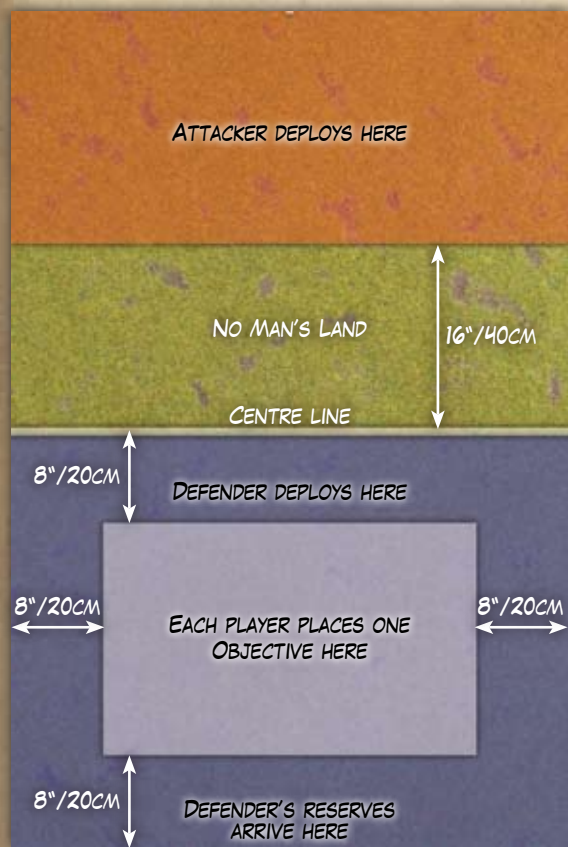 ATTACKER DEPLOYS HERE
NO MAN'S LAND
16"/40CM
CENTRE LINE
8"/20CM
DEFENDER DEPLOYS HERE
8"/20CM
8"/20CM
EACH PLAYER PLACES ONE
OBJECTIVE HERE
8"/20CM
DEFENDER'S RESERVES
ARRIVE HERE